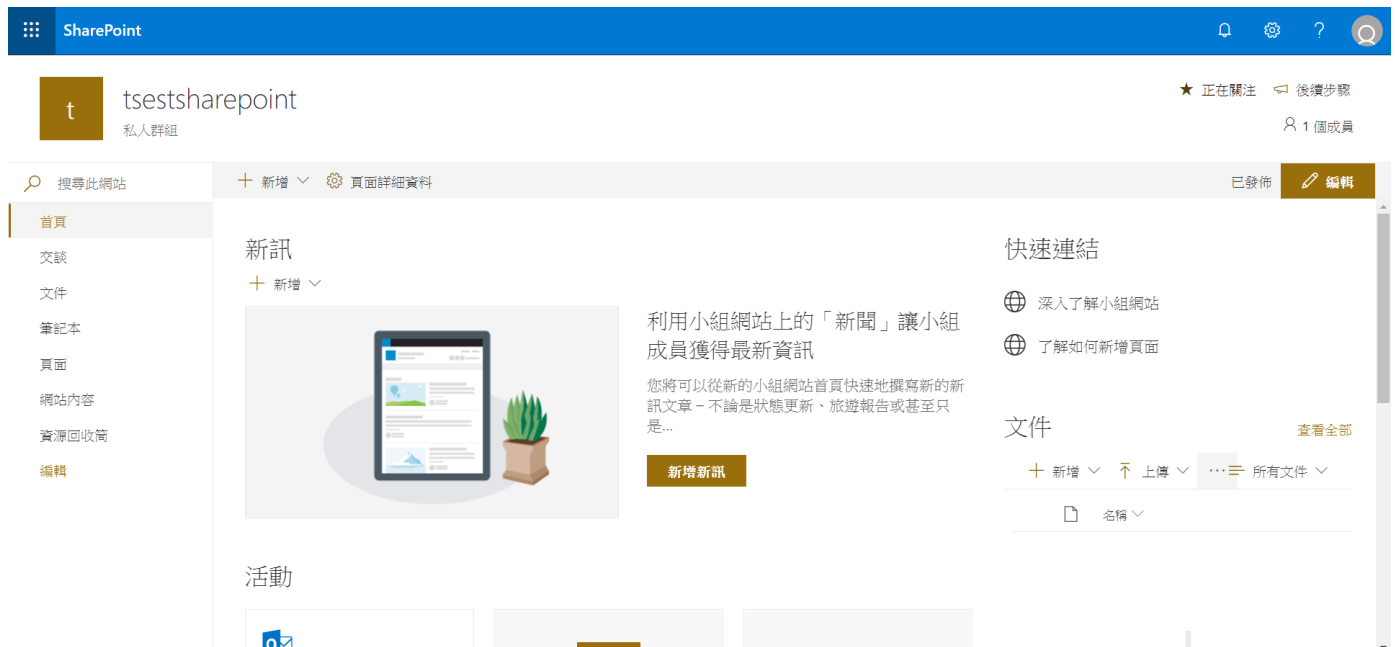 SharePoint
t
tsestsharepoint
私人群組
正在關注 後續步驟
1 個成員
搜尋此網站
新增 頁面詳細資料
已發佈 編輯
首頁
交談
文件
筆記本
頁面
網站內容
資源回收筒
編輯
新訊
新增
利用小組網站上的「新聞」讓小組
成員獲得最新資訊
您將可以從新的小組網站首頁快速地撰寫新的新
訊文章 – 不論是狀態更新、旅遊報告或甚至只
是...
新增新訊
快速連結
深入了解小組網站
了解如何新增頁面
文件 查看全部
新增 上傳 ··· 所有文件
名稱
活動